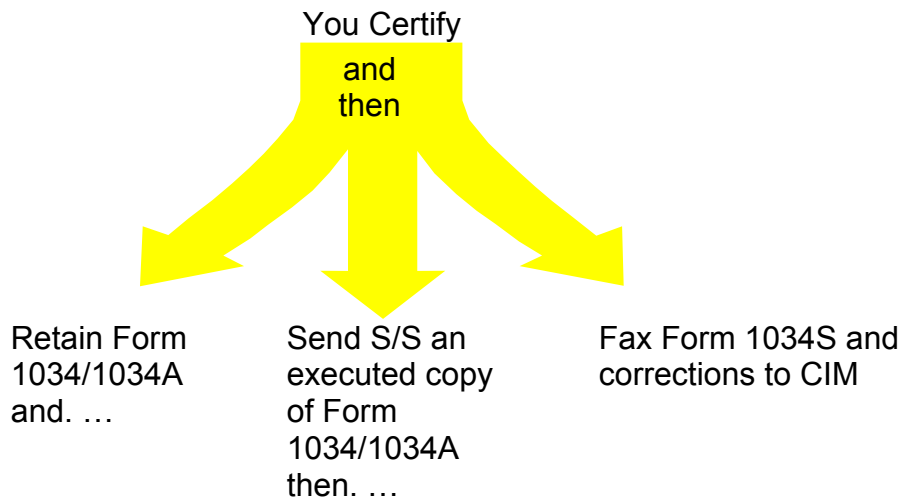 You Certify
and
then
Retain Form
1034/1034A
and. …
Send S/S an
executed copy
of Form
1034/1034A
then. …
Fax Form 1034S and
corrections to CIM